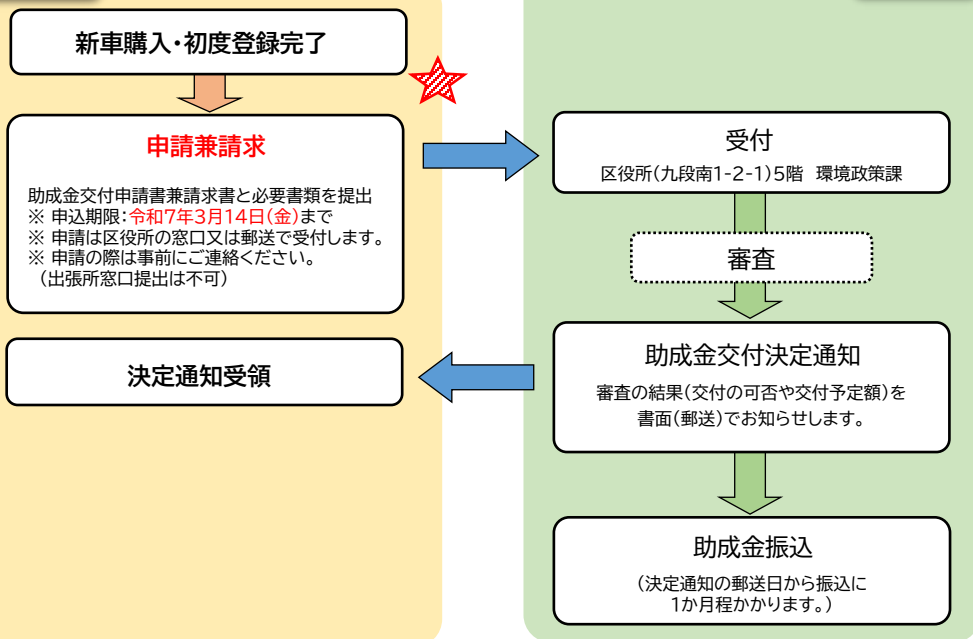 新車購入・初度登録完了
申請兼請求
助成金交付申請書兼請求書と必要書類を提出
※ 申込期限：令和7年3月14日（金）まで
※ 申請は区役所の窓口又は郵送で受付します。
※ 申請の際は事前にご連絡ください。
（出張所窓口提出は不可）
決定通知受領
受付
区役所（九段南1-2-1）5階　環境政策課
審査
助成金交付決定通知
審査の結果（交付の可否や交付予定額）を
書面（郵送）でお知らせします。
助成金振込
（決定通知の郵送日から振込に
1か月程かかります。）